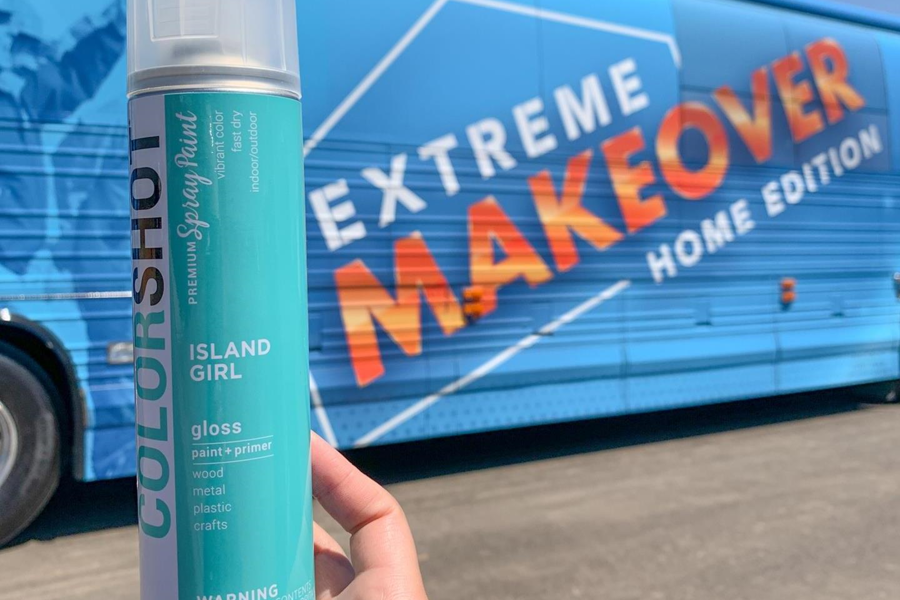 COLORSHOT
PREMIUM Spray Paint
vibrant color
fast dry
indoor/outdoor
ISLAND
GIRL
gloss
paint + primer
wood
metal
plastic
crafts
WARNING
CONTENTS
EXTREME
MAKEOVER
HOME EDITION